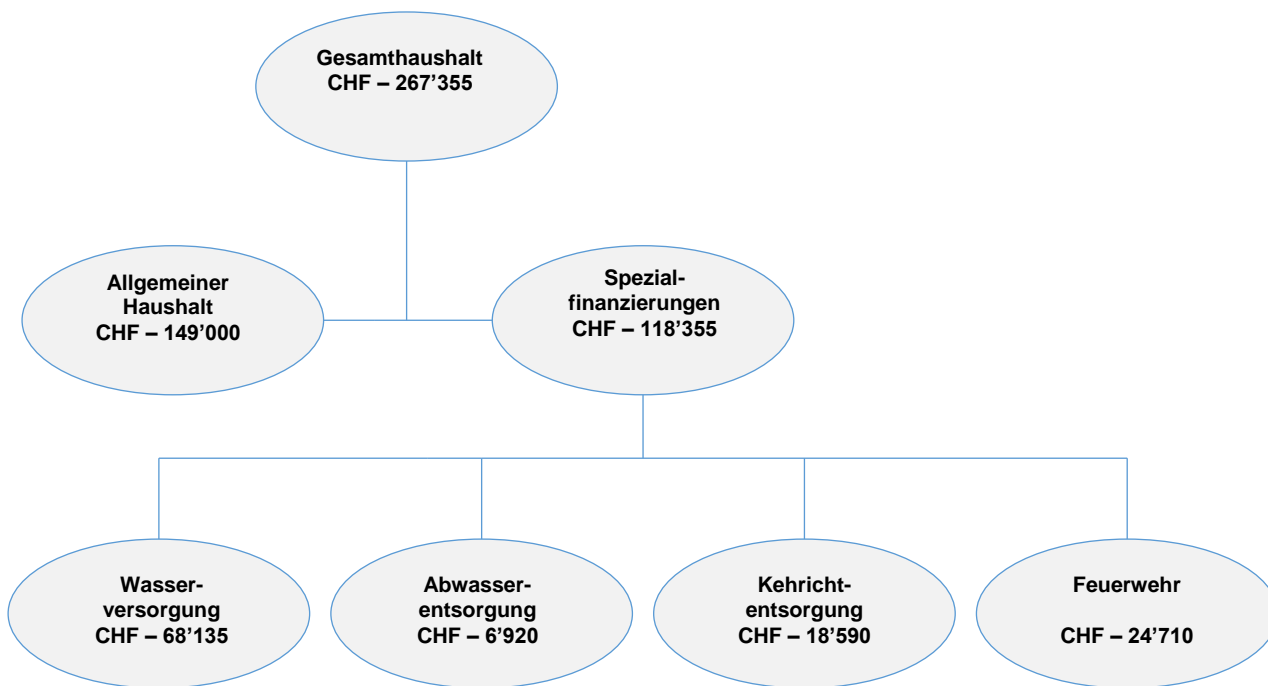 Gesamthaushalt
CHF – 267’355
Allgemeiner
Haushalt
CHF – 149’000
Spezial-
finanzierungen
CHF – 118’355
Wasser-
versorgung
CHF – 68’135
Abwasser-
entsorgung
CHF – 6’920
Kehricht-
entsorgung
CHF – 18’590
Feuerwehr
CHF – 24’710